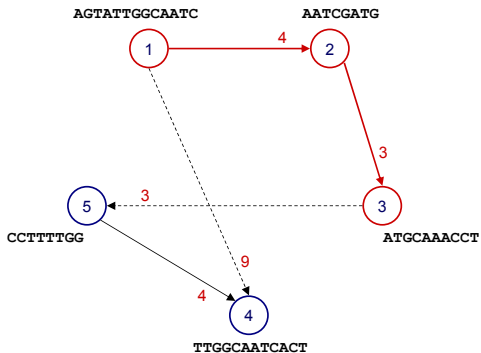 AGTATTGGCAATC AATCGATG
1 4 2
3
3
5 3
CCTTTTGG ATGCAAACCT
9
4
4
TTGGCAATCACT